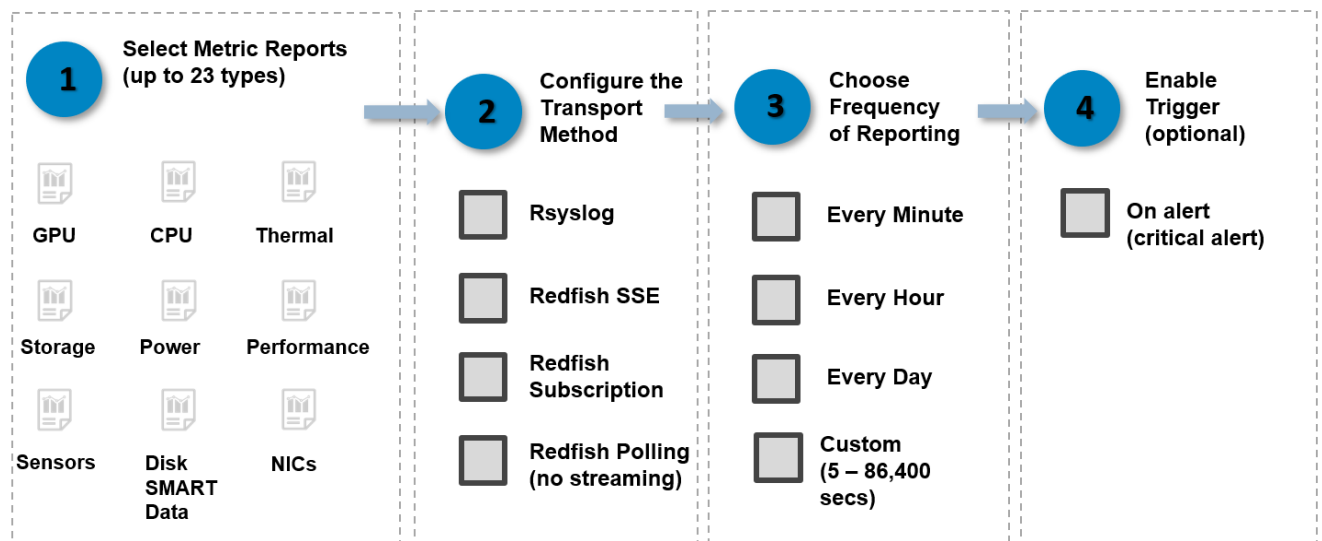 1
Select Metric Reports
(up to 23 types)
GPU
CPU
Thermal
Storage
Power
Performance
Sensors
Disk
SMART
Data
NICs
2
Configure the
Transport
Method
Rsyslog
Redfish SSE
Redfish
Subscription
Redfish Polling
(no streaming)
3
Choose
Frequency
of Reporting
Every Minute
Every Hour
Every Day
Custom
(5 – 86,400
secs)
4
Enable
Trigger
(optional)
On alert
(critical alert)